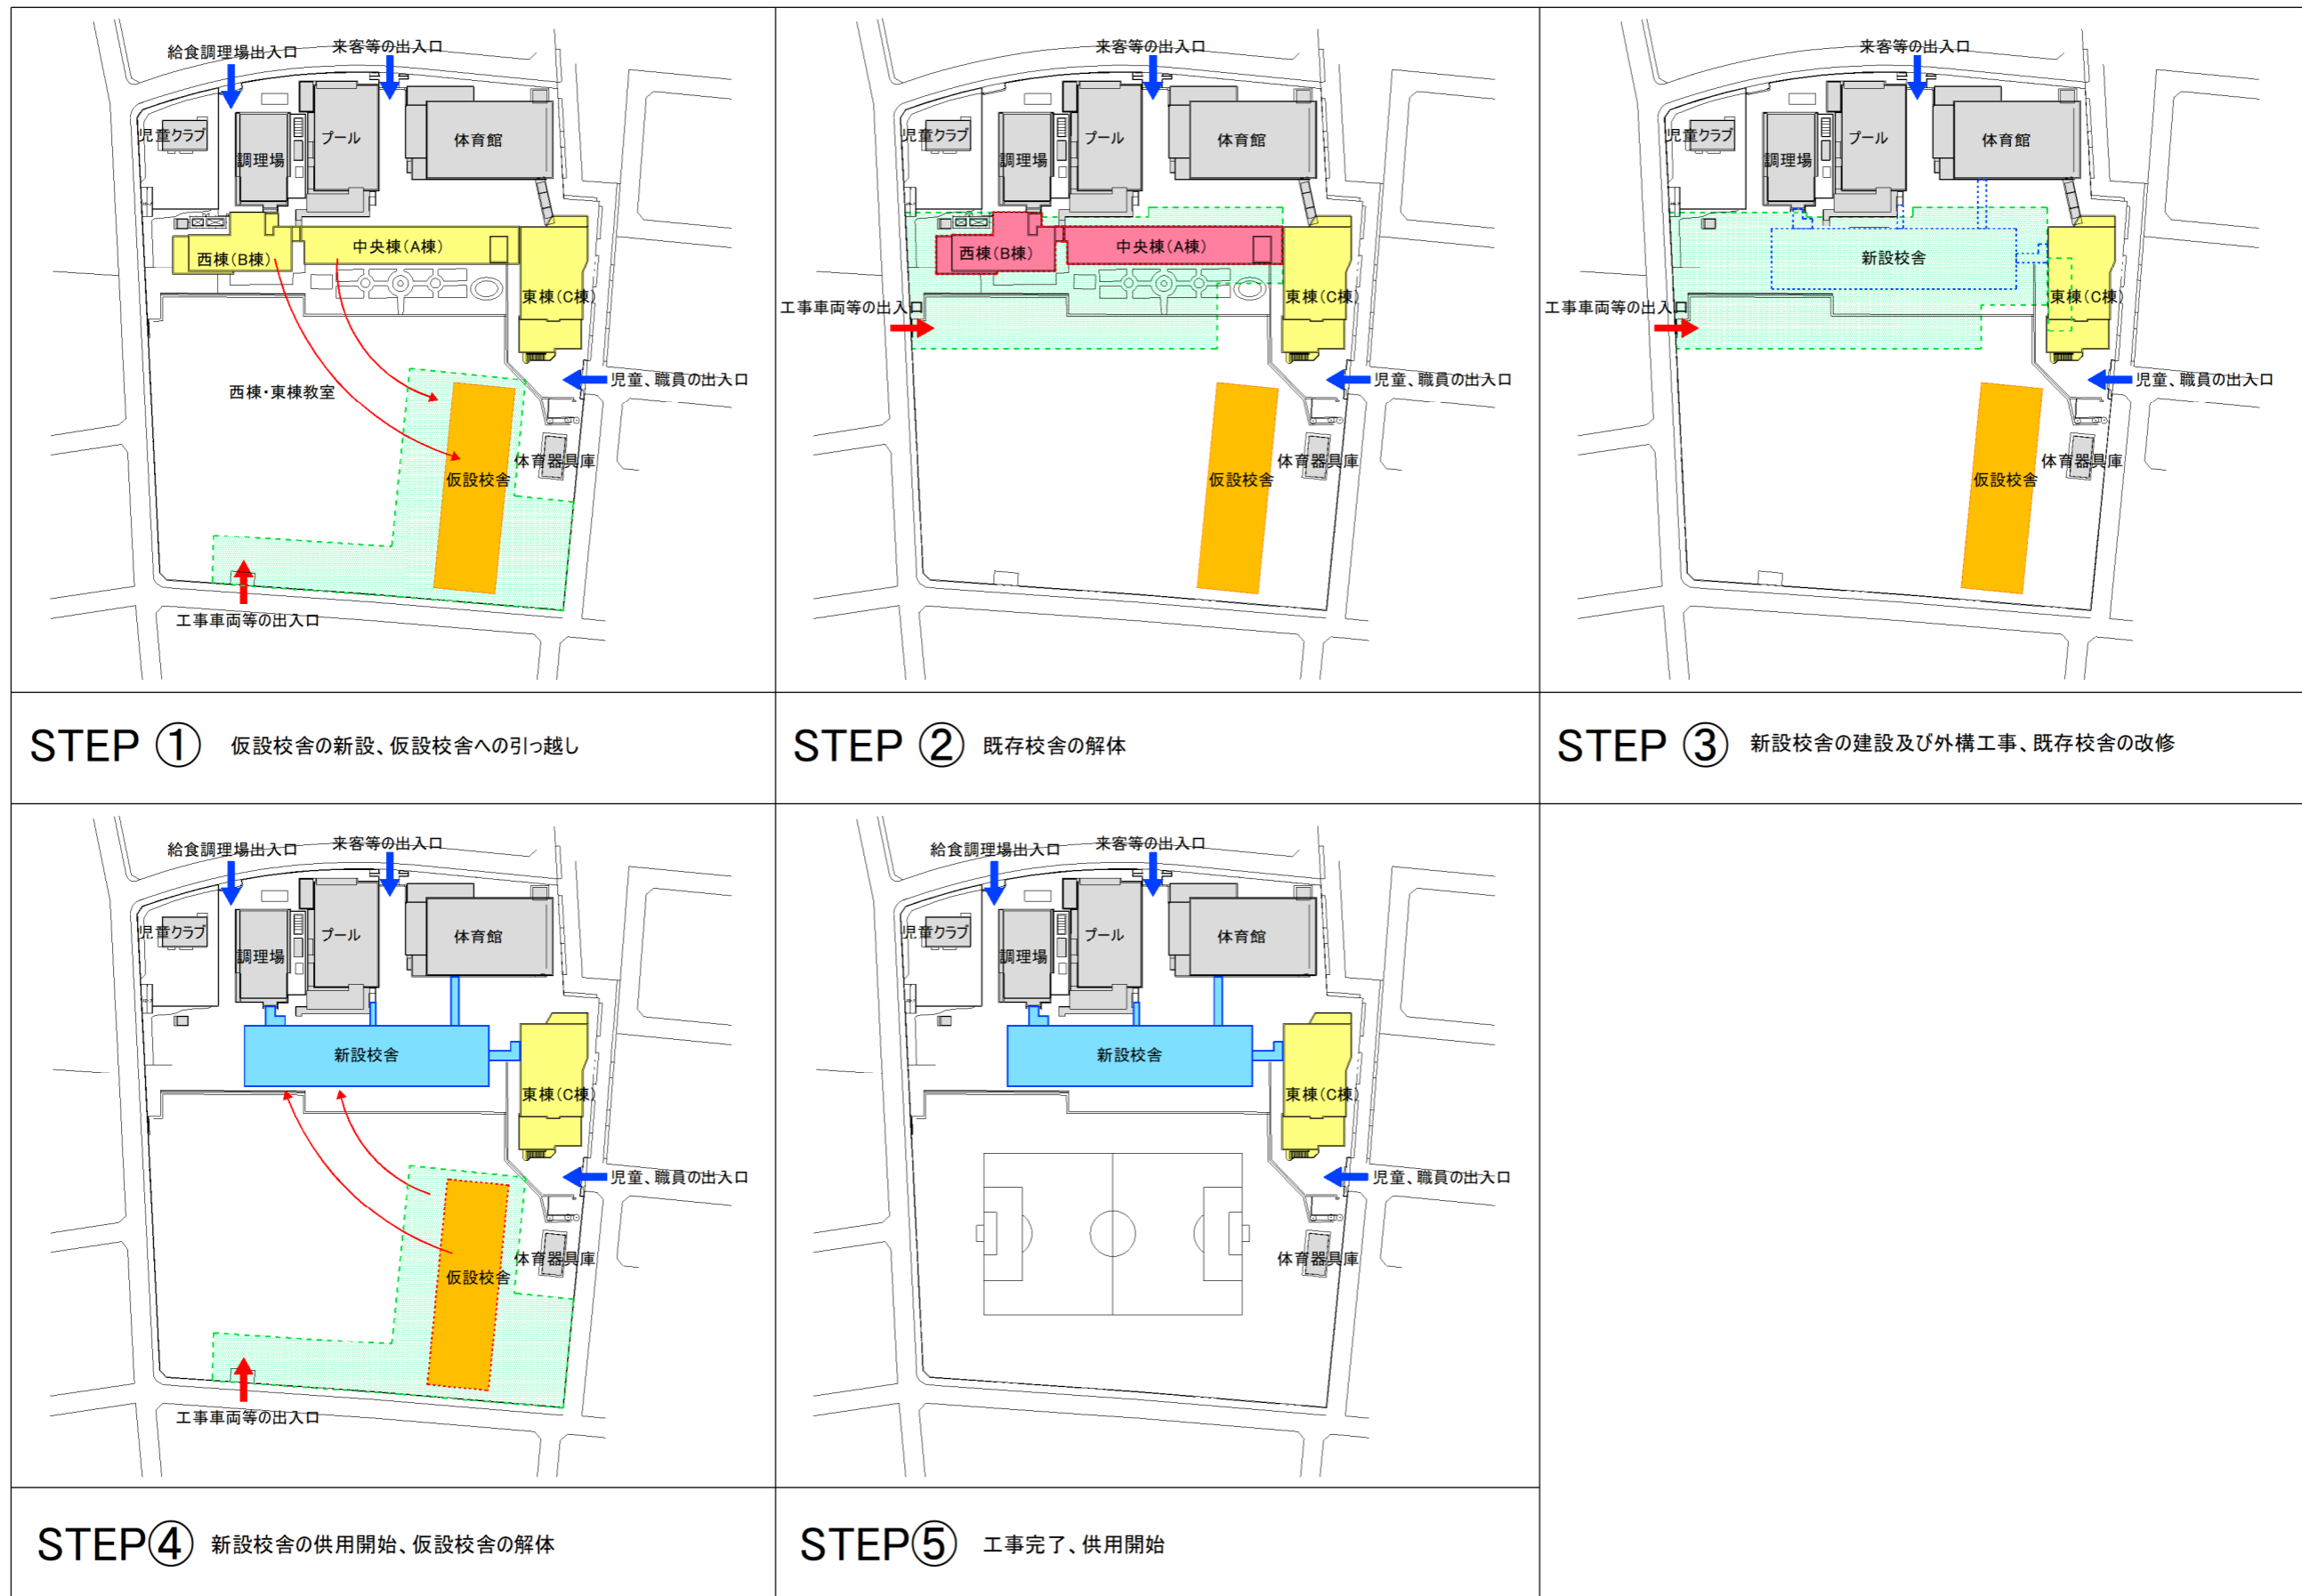 給食調理場出入口
来客等の出入口
児童クラブ
調理場
プール
体育館
西棟(B棟)
中央棟(A棟)
東棟(C棟)
西棟・東棟教室
児童、職員の出入口
体育器具庫
仮設校舎
工事車両等の出入口
STEP ① 仮設校舎の新設、仮設校舎への引っ越し
来客等の出入口
児童クラブ
調理場
プール
体育館
西棟(B棟)
中央棟(A棟)
東棟(C棟)
工事車両等の出入口
児童、職員の出入口
体育器具庫
仮設校舎
STEP ② 既存校舎の解体
来客等の出入口
児童クラブ
調理場
プール
体育館
新設校舎
東棟(C棟)
工事車両等の出入口
児童、職員の出入口
体育器具庫
仮設校舎
STEP ③ 新設校舎の建設及び外構工事、既存校舎の改修
給食調理場出入口
来客等の出入口
児童クラブ
調理場
プール
体育館
新設校舎
東棟(C棟)
児童、職員の出入口
体育器具庫
仮設校舎
工事車両等の出入口
STEP④ 新設校舎の供用開始、仮設校舎の解体
給食調理場出入口
来客等の出入口
児童クラブ
調理場
プール
体育館
新設校舎
東棟(C棟)
児童、職員の出入口
体育器具庫
STEP⑤ 工事完了、供用開始